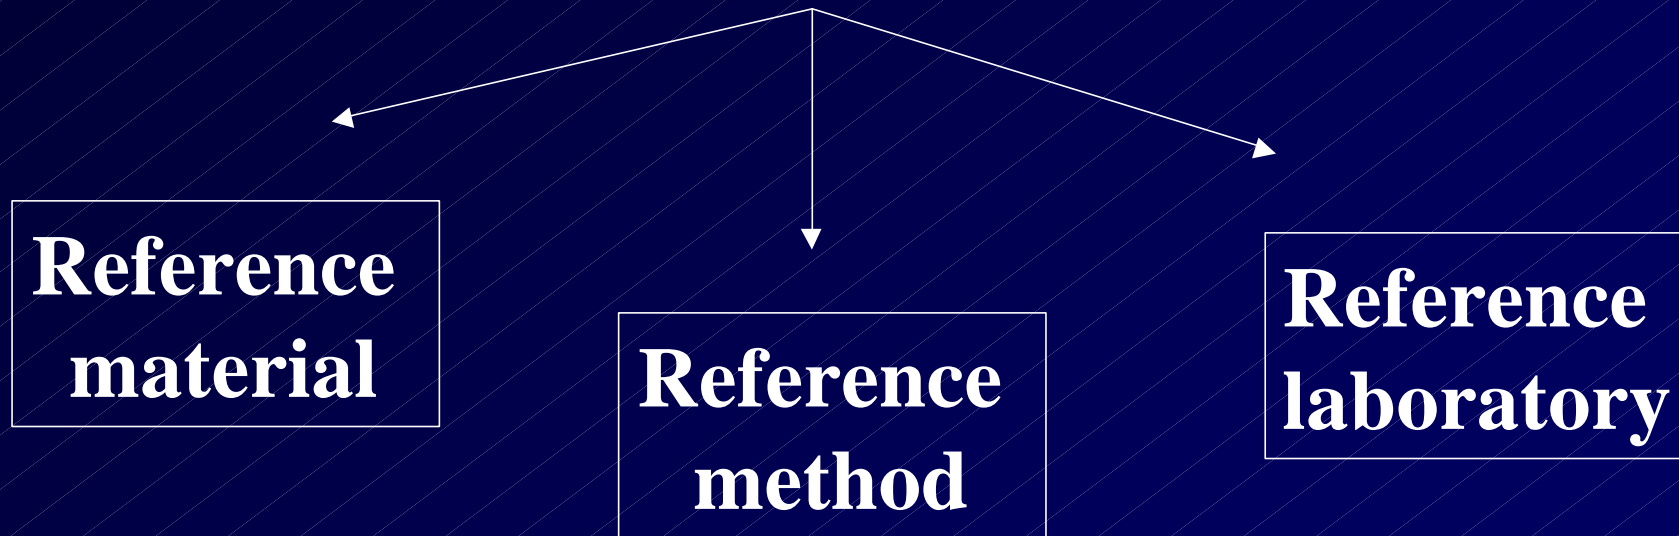 Reference
material
Reference
method
Reference
laboratory